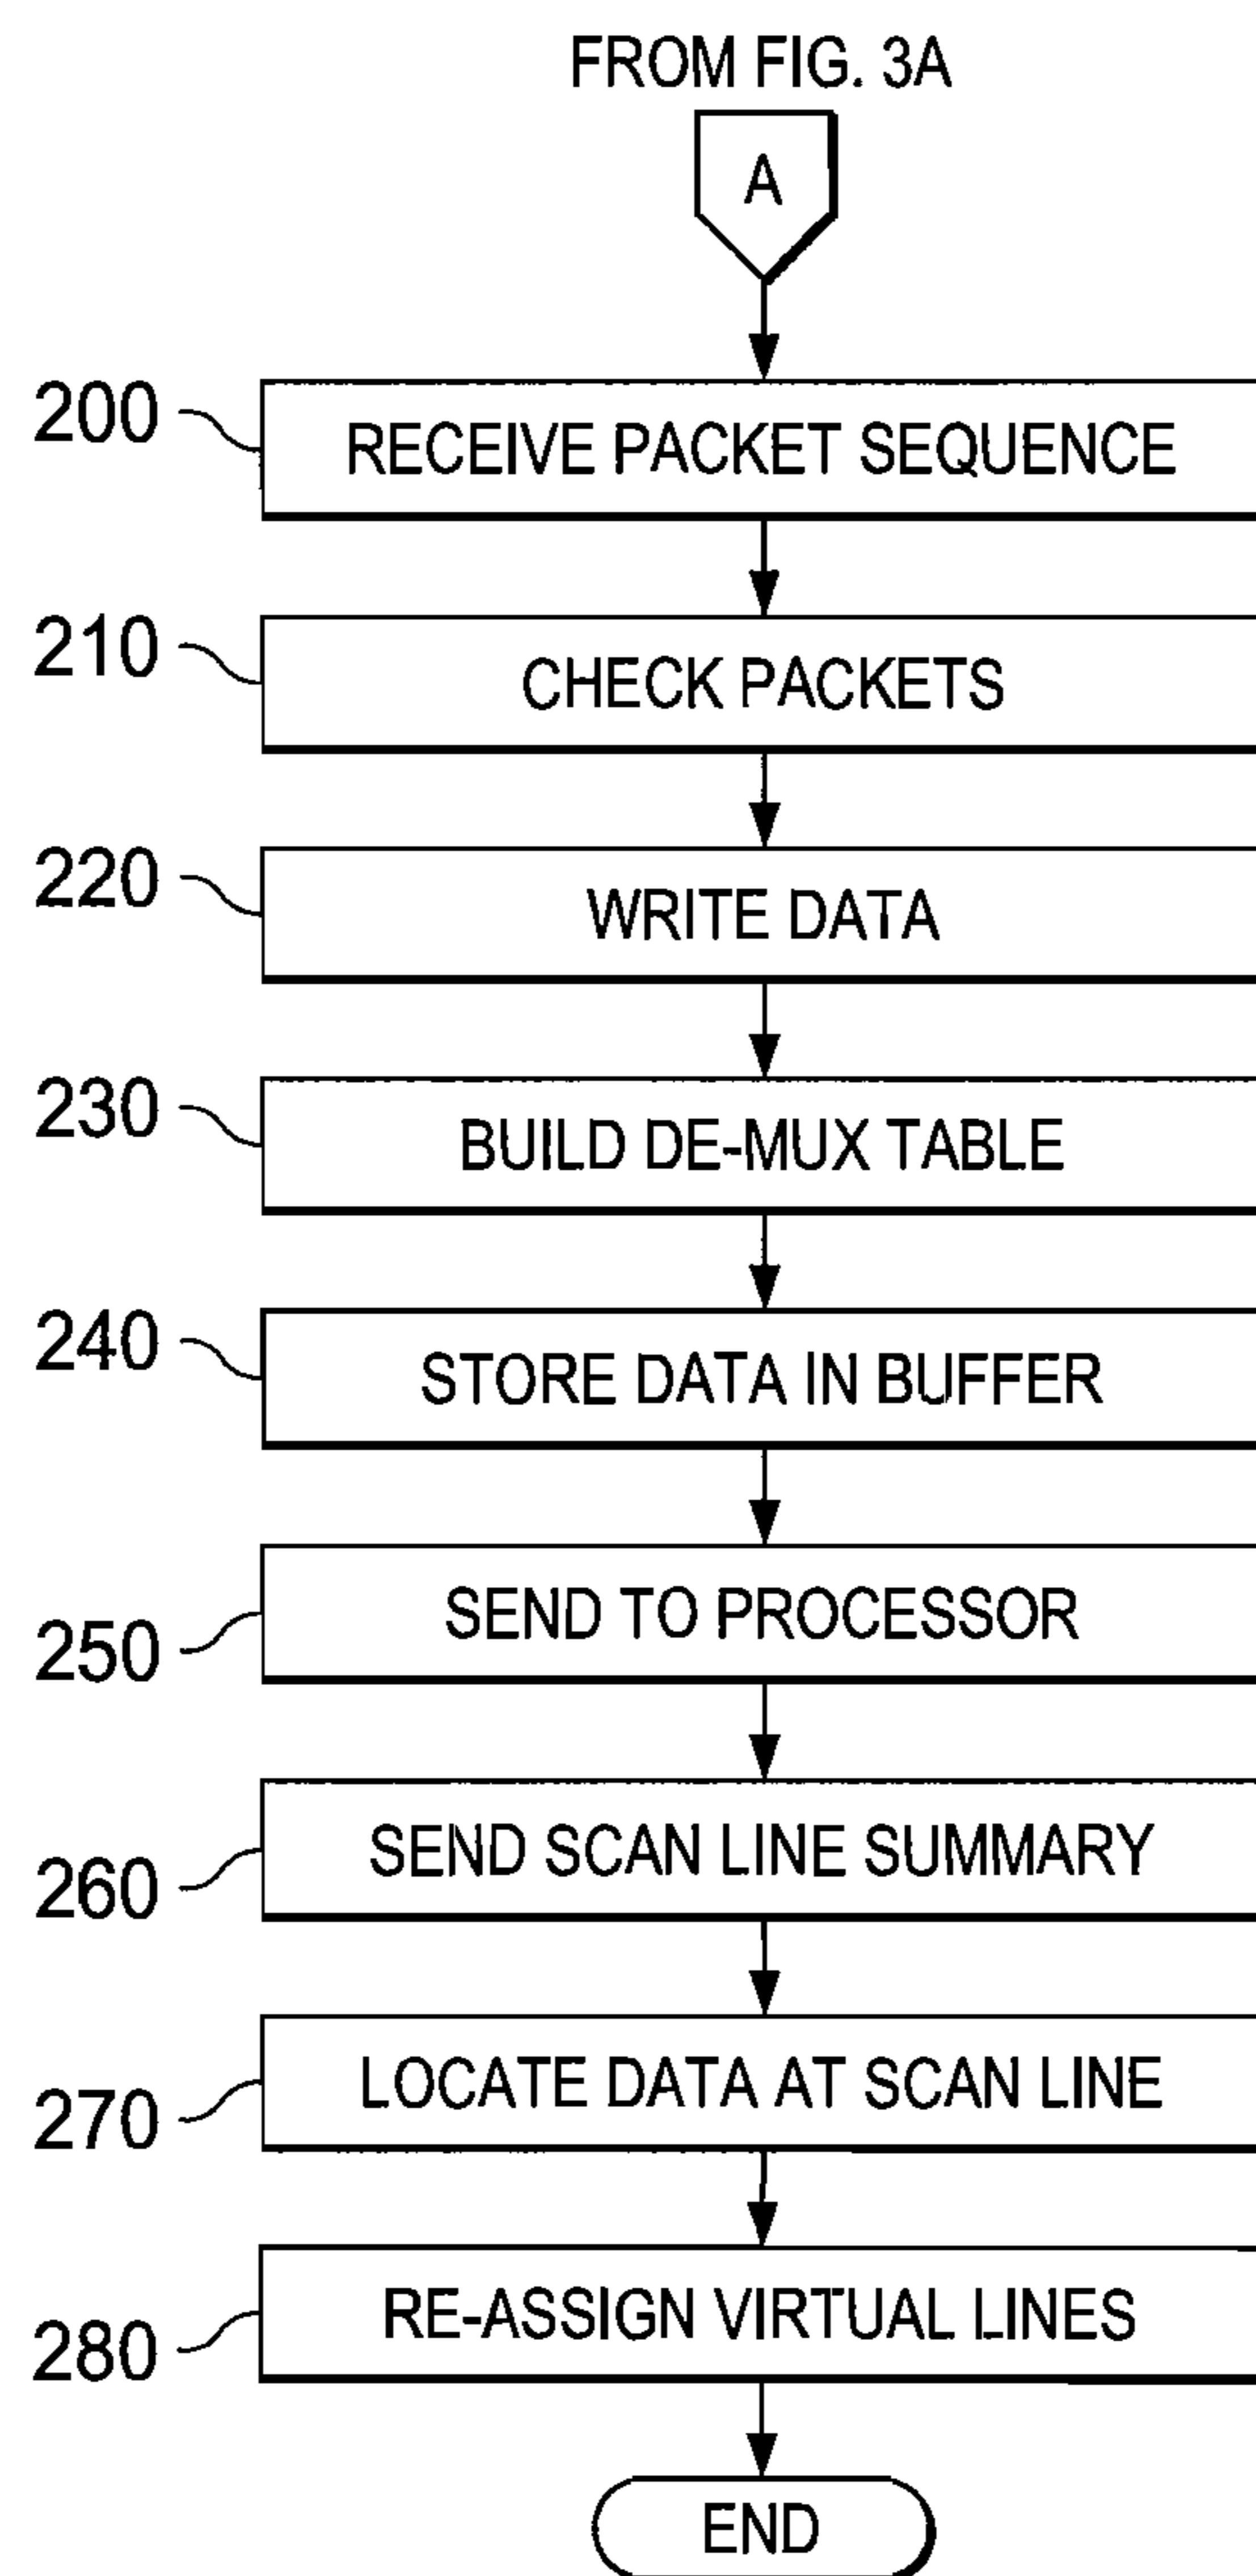 FROM FIG. 3A
A
200 RECEIVE PACKET SEQUENCE
210 CHECK PACKETS
220 WRITE DATA
230 BUILD DE-MUX TABLE
240 STORE DATA IN BUFFER
250 SEND TO PROCESSOR
260 SEND SCAN LINE SUMMARY
270 LOCATE DATA AT SCAN LINE
280 RE-ASSIGN VIRTUAL LINES
END